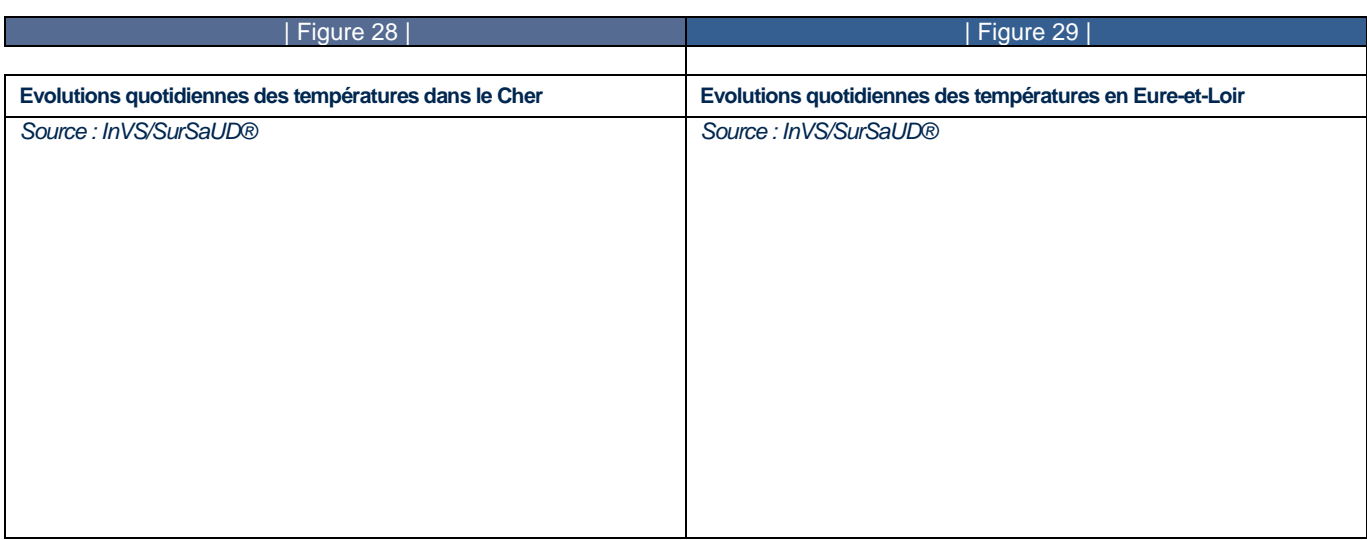 | Figure 28 |
| Figure 29 |
Evolutions quotidiennes des températures dans le Cher
Evolutions quotidiennes des températures en Eure-et-Loir
Source : InVS/SurSaUD®
Source : InVS/SurSaUD®